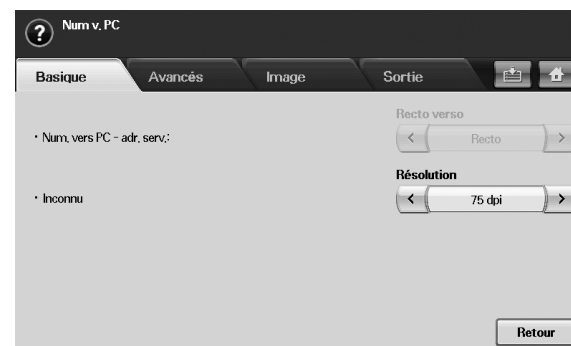 Num v. PC
Basique
Avancés
Image
Sortie
Recto verso
• Num. vers PC - adr. serv.:
Recto
Résolution
• Inconnu
75 dpi
Retour